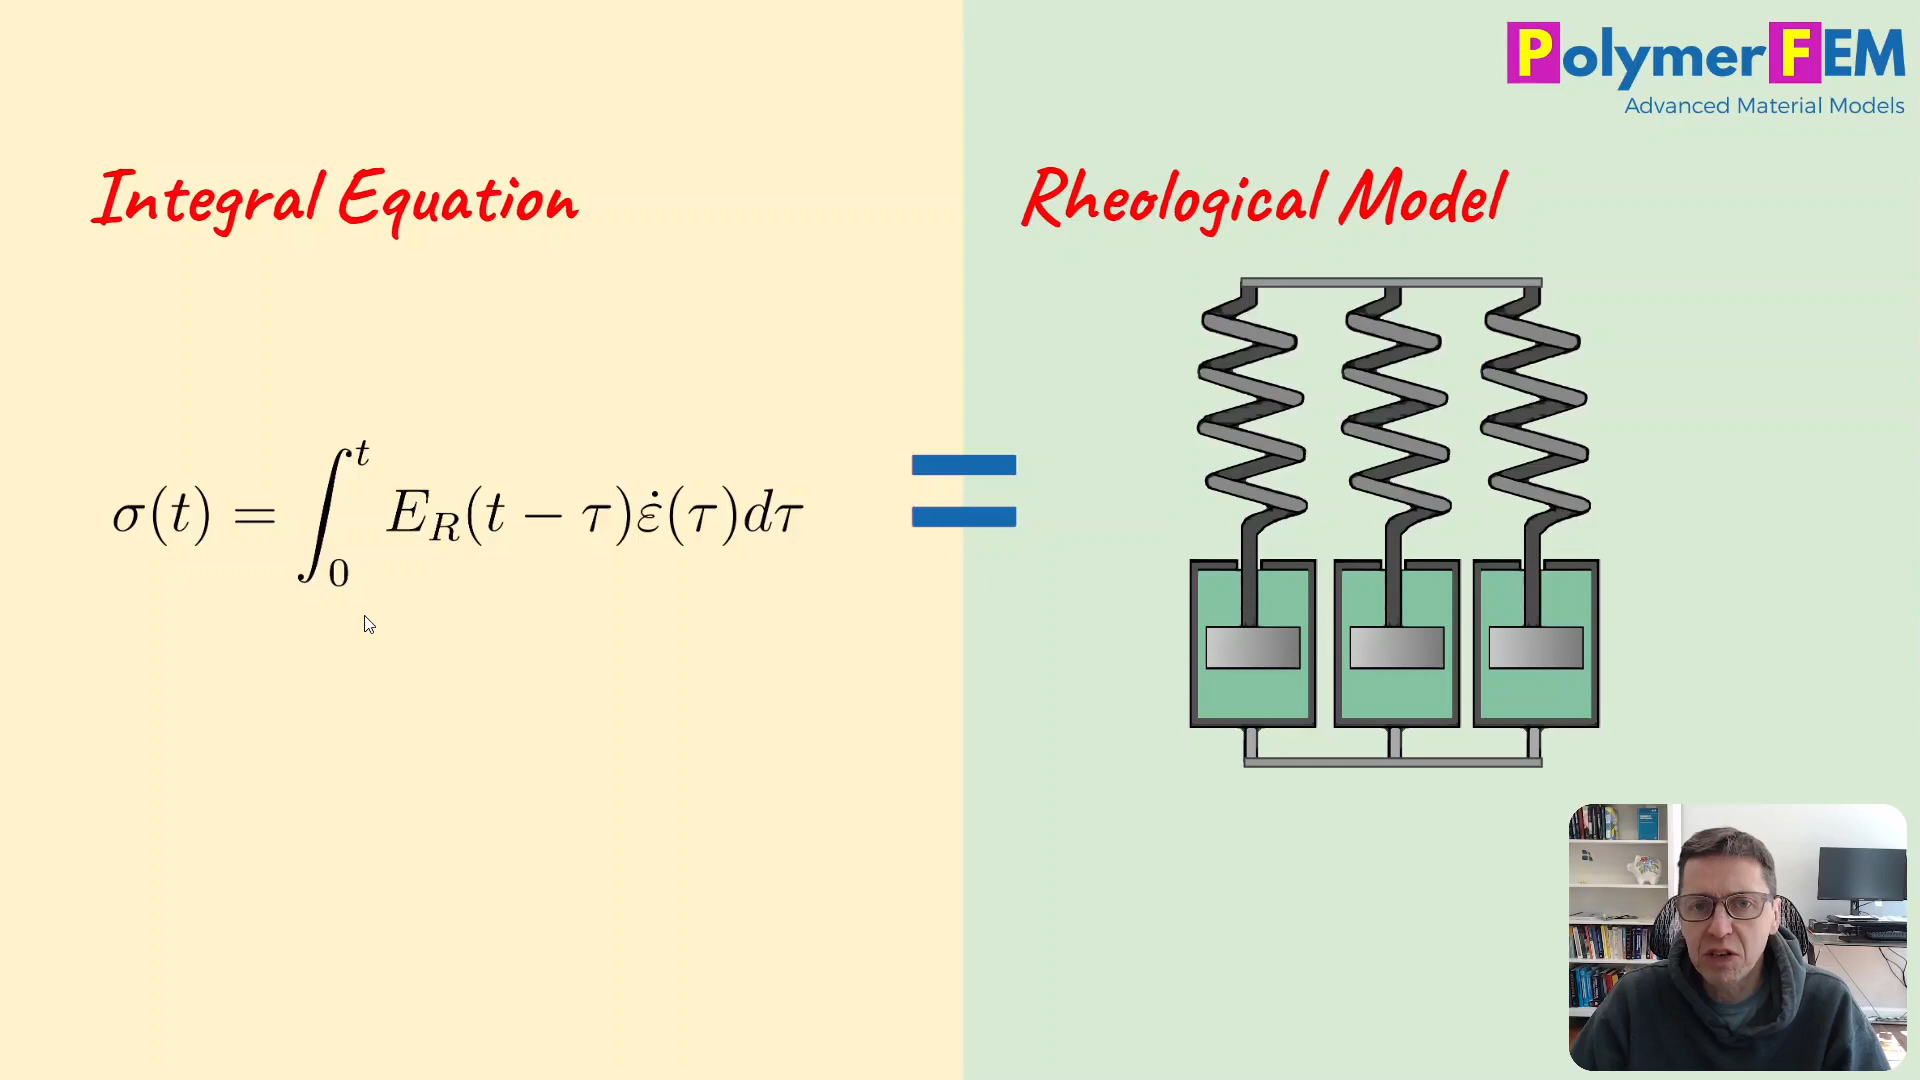 PolymerFEM
Advanced Material Models
Integral Equation
Rheological Model
σ(t) = ∫₀ᵗ E_R(t − τ)ε̇(τ)dτ
=